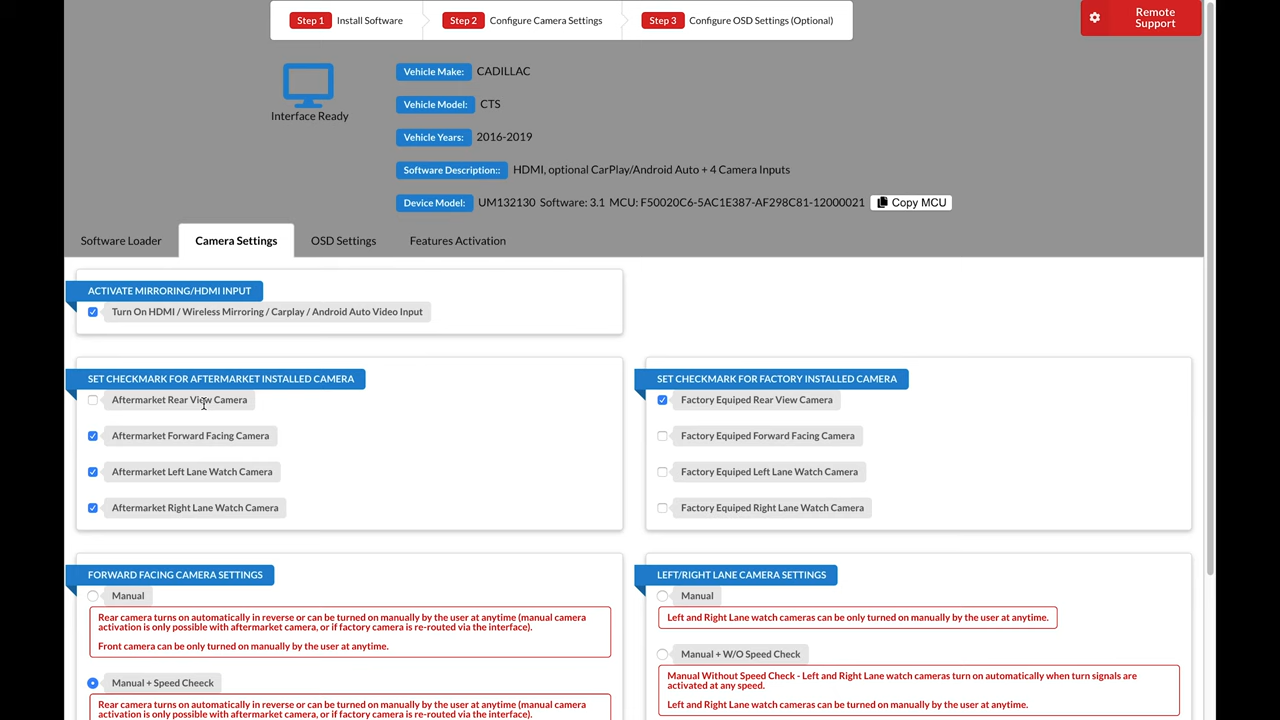 Step 1 Install Software Step 2 Configure Camera Settings Step 3 Configure OSD Settings (Optional)
Remote
Support
Interface Ready
Vehicle Make: CADILLAC
Vehicle Model: CTS
Vehicle Years: 2016-2019
Software Description:: HDMI, optional CarPlay/Android Auto + 4 Camera Inputs
Device Model: UM132130 Software: 3.1 MCU: F50020C6-5AC1E387-AF298C81-12000021 Copy MCU
Software Loader Camera Settings OSD Settings Features Activation
ACTIVATE MIRRORING/HDMI INPUT
Turn On HDMI / Wireless Mirroring / Carplay / Android Auto Video Input
SET CHECKMARK FOR AFTERMARKET INSTALLED CAMERA
Aftermarket Rear View Camera
Aftermarket Forward Facing Camera
Aftermarket Left Lane Watch Camera
Aftermarket Right Lane Watch Camera
SET CHECKMARK FOR FACTORY INSTALLED CAMERA
Factory Equiped Rear View Camera
Factory Equiped Forward Facing Camera
Factory Equiped Left Lane Watch Camera
Factory Equiped Right Lane Watch Camera
FORWARD FACING CAMERA SETTINGS
Manual
Rear camera turns on automatically in reverse or can be turned on manually by the user at anytime (manual camera
activation is only possible with aftermarket camera, or if factory camera is re-routed via the interface).
Front camera can be only turned on manually by the user at anytime.
Manual + Speed Cheeck
Rear camera turns on automatically in reverse or can be turned on manually by the user at anytime (manual camera
activation is only possible with aftermarket camera, or if factory camera is re-routed via the interface).
LEFT/RIGHT LANE CAMERA SETTINGS
Manual
Left and Right Lane watch cameras can be only turned on manually by the user at anytime.
Manual + W/O Speed Check
Manual Without Speed Check - Left and Right Lane watch cameras turn on automatically when turn signals are
activated at any speed.
Left and Right Lane watch cameras can be turned on manually by the user at anytime.